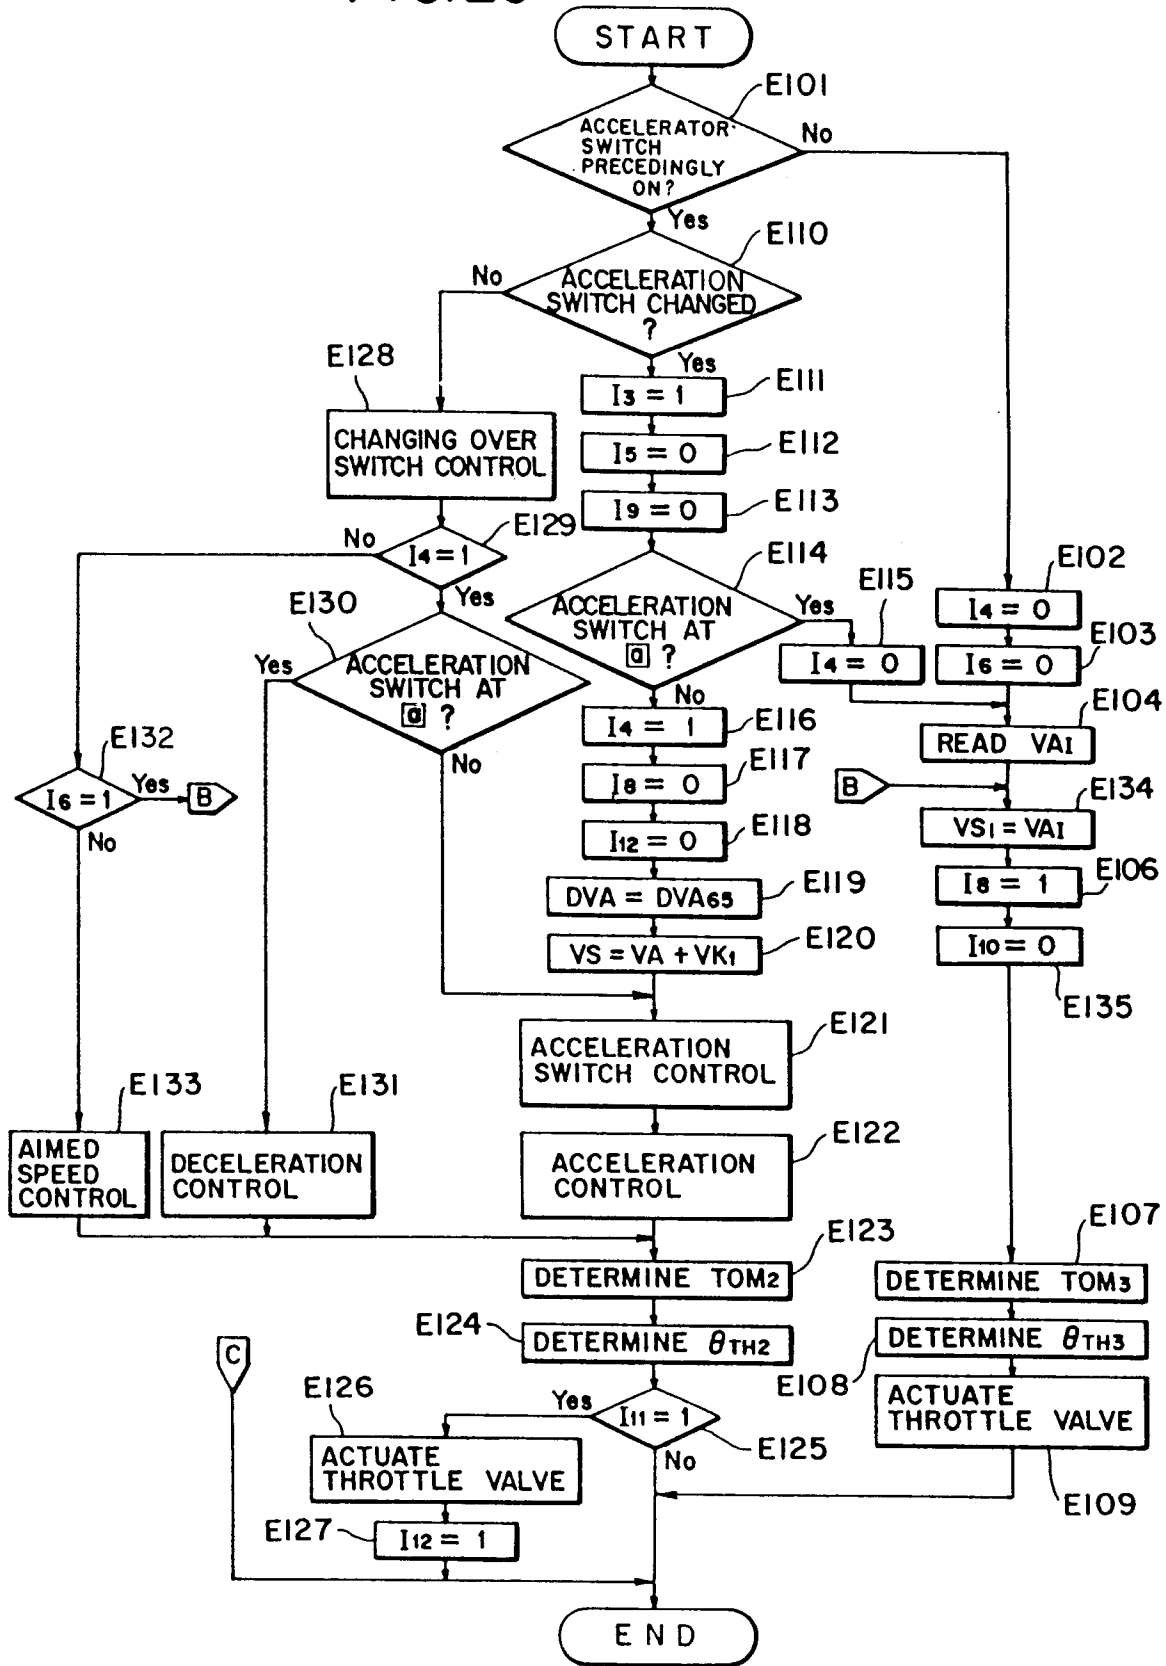 START
E101
ACCELERATOR
SWITCH
PRECEDINGLY
ON?
No
Yes
E110
No
ACCELERATION
SWITCH CHANGED
?
Yes
E128
E111
I3 = 1
CHANGING OVER
SWITCH CONTROL
E112
I5 = 0
E113
I9 = 0
E129
No
I4 = 1
Yes
E114
ACCELERATION
SWITCH AT
a ?
Yes
No
E115
I4 = 0
E102
I4 = 0
E103
I6 = 0
E130
Yes
ACCELERATION
SWITCH AT
a ?
No
E104
READ VAI
E116
I4 = 1
E132
I6 = 1
Yes
B
No
E117
I8 = 0
B
E134
VS1 = VAI
E118
I12 = 0
E106
I8 = 1
E119
DVA = DVA65
E120
VS = VA + VK1
I10 = 0
E135
E121
ACCELERATION
SWITCH CONTROL
E133
AIMED
SPEED
CONTROL
E131
DECELERATION
CONTROL
E122
ACCELERATION
CONTROL
E123
DETERMINE TOM2
E107
DETERMINE TOM3
E124
DETERMINE θTH2
DETERMINE θTH3
E108
C
E126
Yes
I11 = 1
E125
No
ACTUATE
THROTTLE VALVE
ACTUATE
THROTTLE VALVE
E109
E127
I12 = 1
END